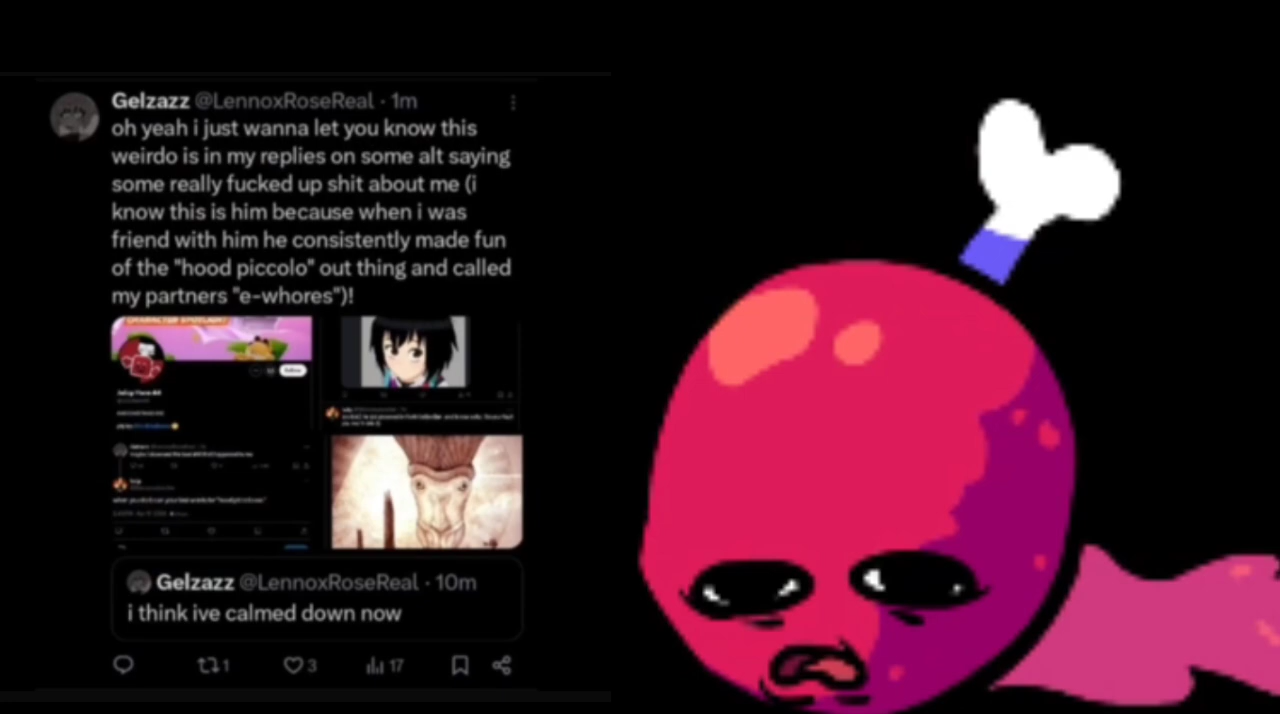 Gelzazz @LennoxRoseReal · 1m
oh yeah i just wanna let you know this
weirdo is in my replies on some alt saying
some really fucked up shit about me (i
know this is him because when i was
friend with him he consistently made fun
of the "hood piccolo" out thing and called
my partners "e-whores")!
CHARACTER SPOTLIGHT
Follow
Gelzazz @LennoxRoseReal · 10m
i think ive calmed down now
1
3
17